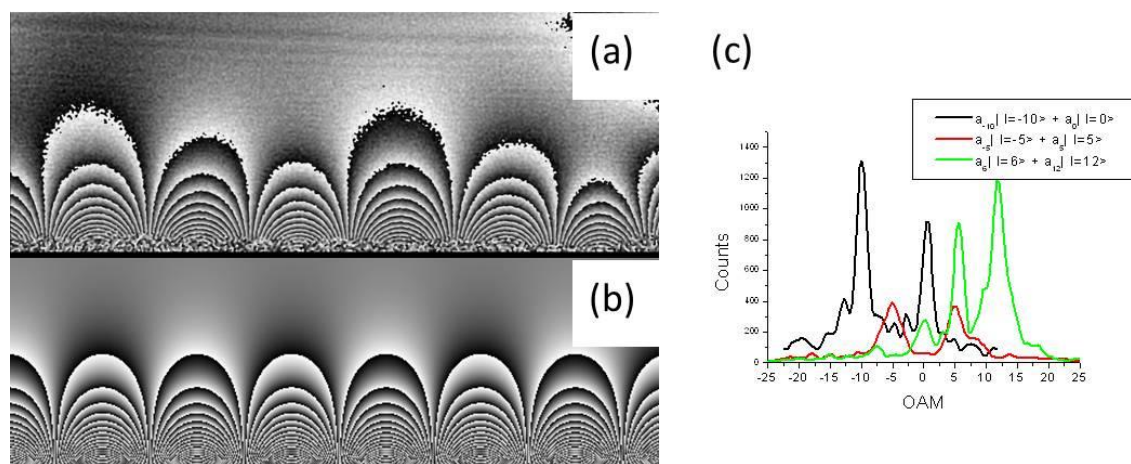 (a)
(b)
(c)
a₋₁₀| l=-10> + a₀| l=0>
a₋₅| l=-5> + a₅| l=5>
a₆| l=6> + a₁₂| l=12>
1400
1200
1000
800
600
400
200
0
Counts
-25 -20 -15 -10 -5 0 5 10 15 20 25
OAM